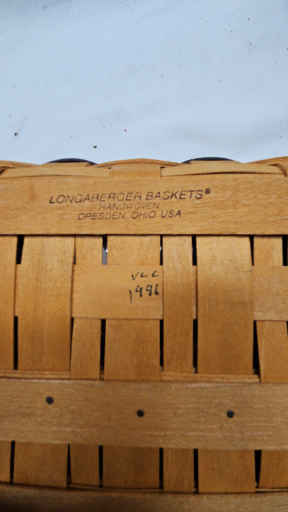 LONGABERGER BASKETS®
HANDWOVEN
DRESDEN, OHIO USA
VLC
1996